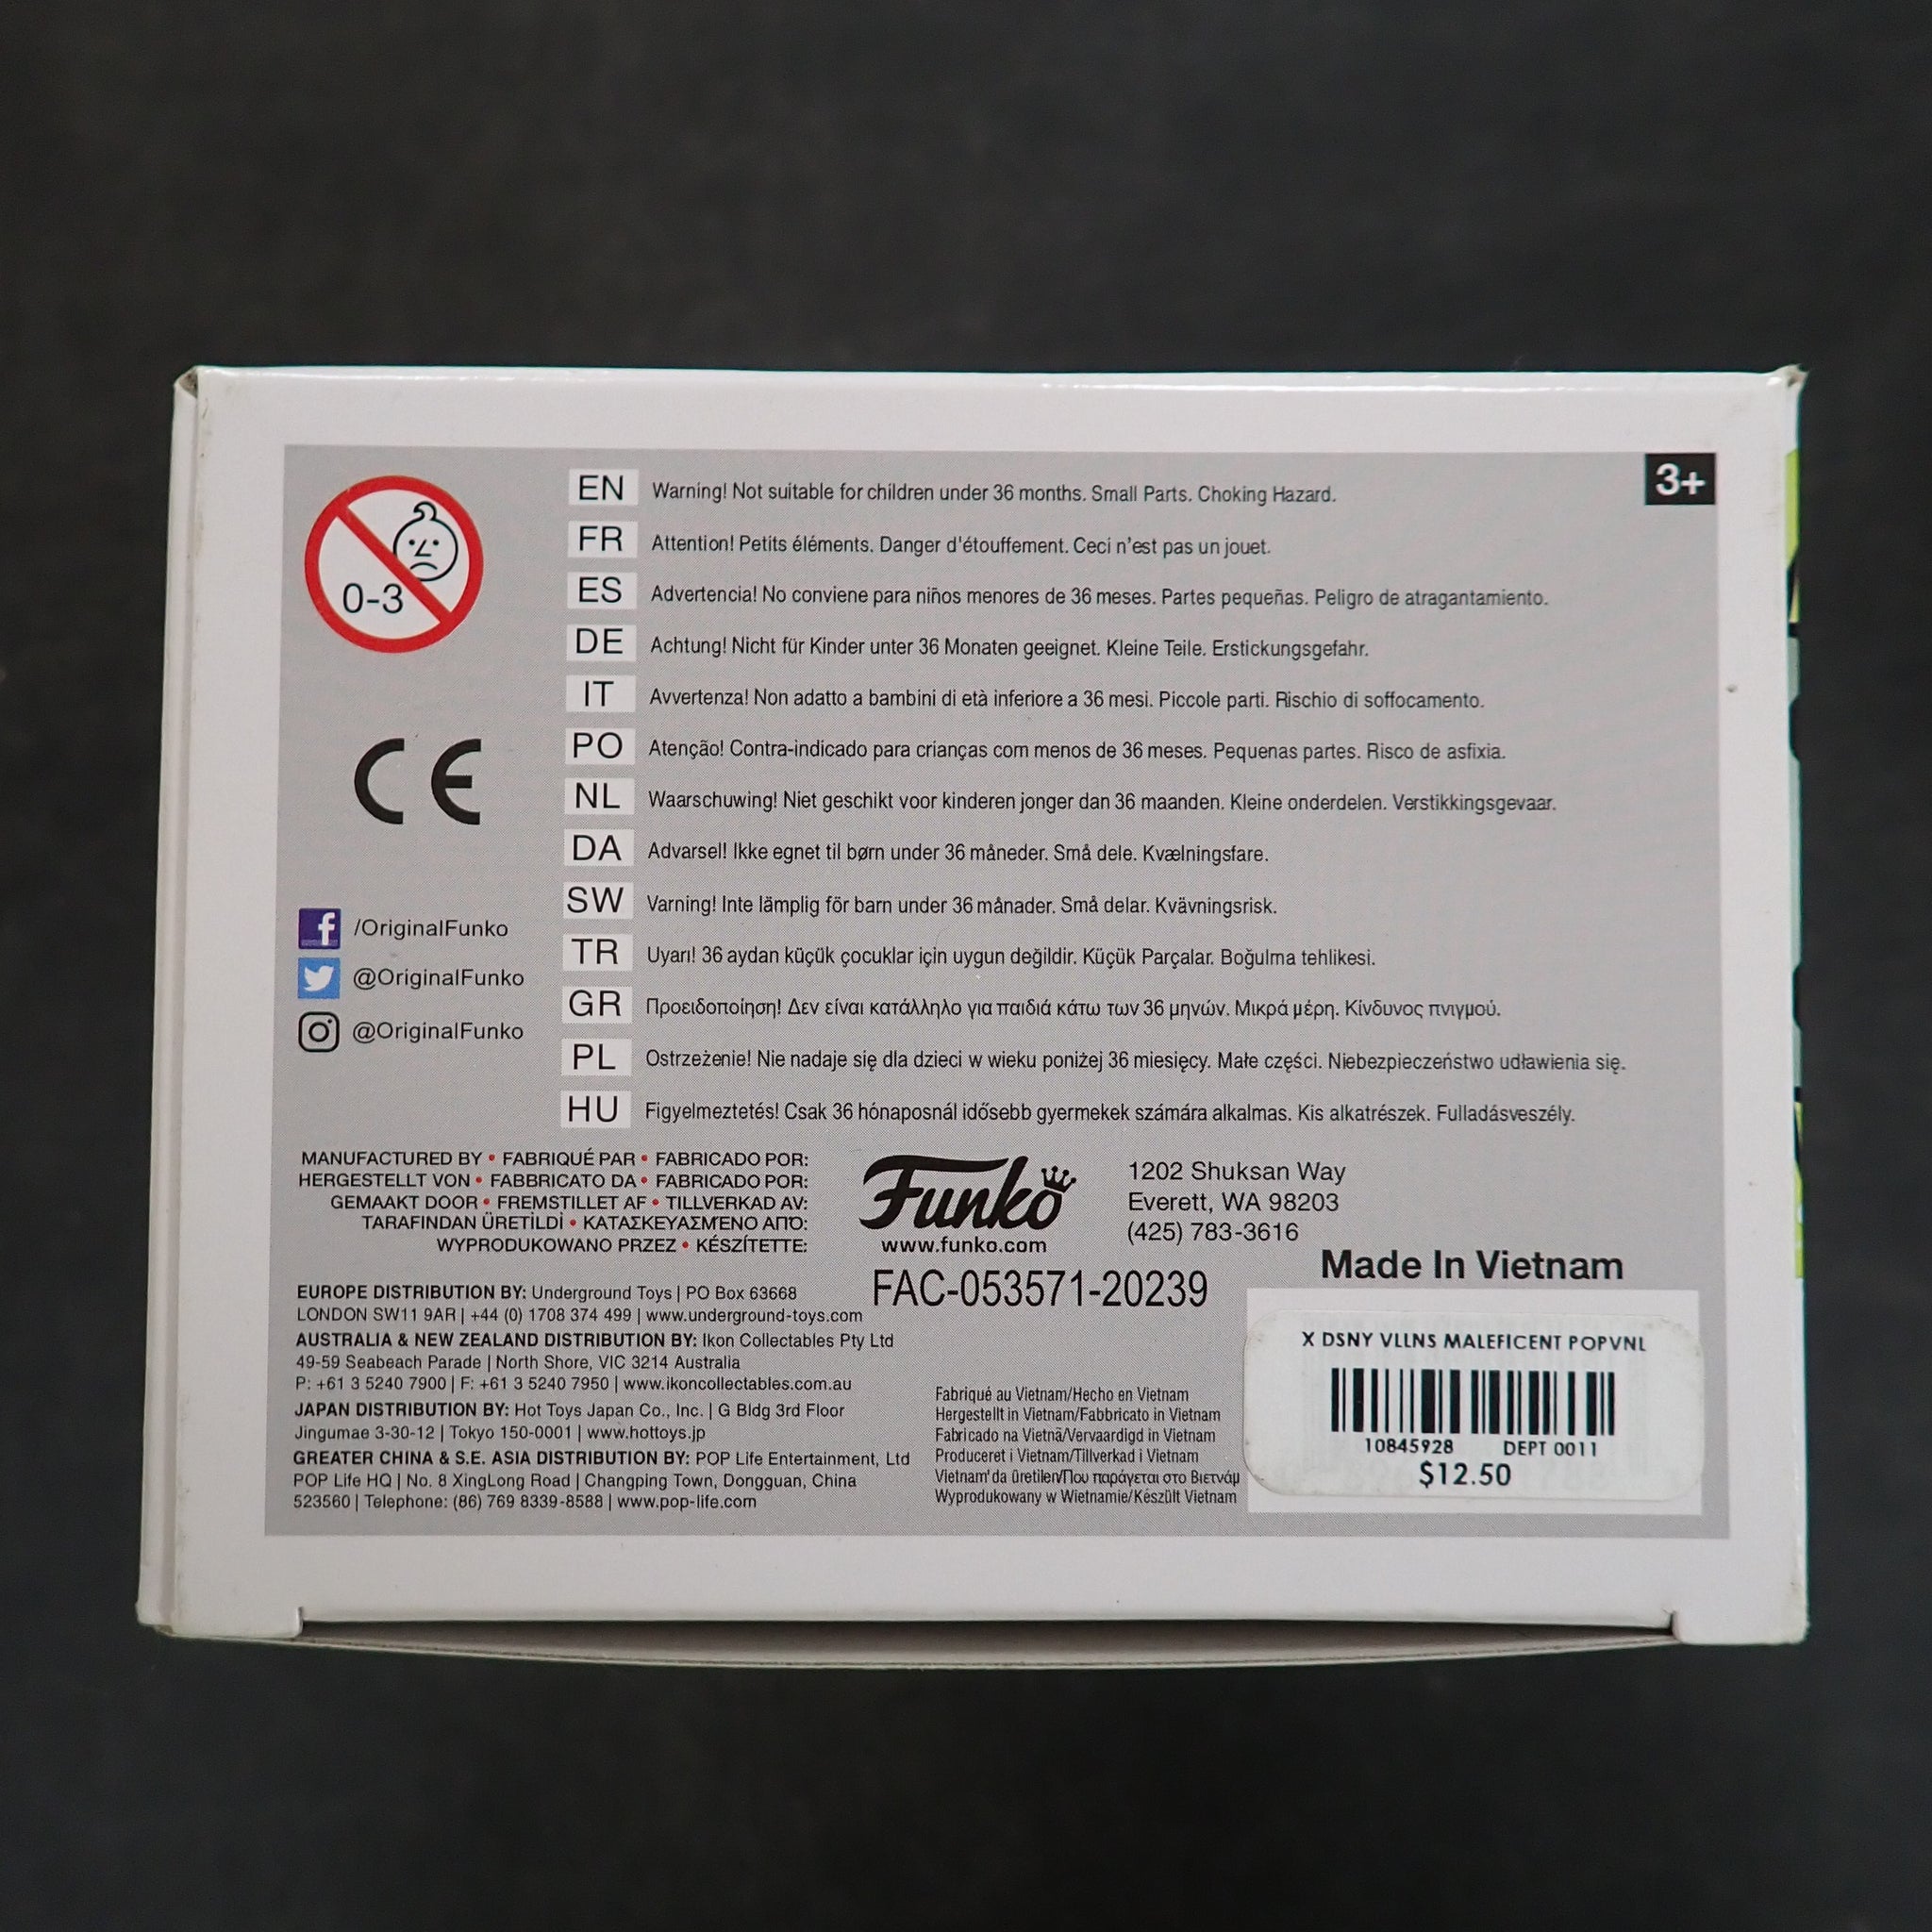 3+
0-3
EN Warning! Not suitable for children under 36 months. Small Parts. Choking Hazard.
FR Attention! Petits éléments. Danger d'étouffement. Ceci n'est pas un jouet.
ES Advertencia! No conviene para niños menores de 36 meses. Partes pequeñas. Peligro de atragantamiento.
DE Achtung! Nicht für Kinder unter 36 Monaten geeignet. Kleine Teile. Erstickungsgefahr.
IT Avvertenza! Non adatto a bambini di età inferiore a 36 mesi. Piccole parti. Rischio di soffocamento.
PO Atenção! Contra-indicado para crianças com menos de 36 meses. Pequenas partes. Risco de asfixia.
NL Waarschuwing! Niet geschikt voor kinderen jonger dan 36 maanden. Kleine onderdelen. Verstikkingsgevaar.
DA Advarsel! Ikke egnet til børn under 36 måneder. Små dele. Kvælningsfare.
SW Varning! Inte lämplig för barn under 36 månader. Små delar. Kvävningsrisk.
TR Uyarı! 36 aydan küçük çocuklar için uygun değildir. Küçük Parçalar. Boğulma tehlikesi.
GR Προειδοποίηση! Δεν είναι κατάλληλο για παιδιά κάτω των 36 μηνών. Μικρά μέρη. Κίνδυνος πνιγμού.
PL Ostrzeżenie! Nie nadaje się dla dzieci w wieku poniżej 36 miesięcy. Małe części. Niebezpieczeństwo udławienia się.
HU Figyelmeztetés! Csak 36 hónaposnál idősebb gyermekek számára alkalmas. Kis alkatrészek. Fulladásveszély.
CE
/OriginalFunko
@OriginalFunko
@OriginalFunko
MANUFACTURED BY • FABRIQUÉ PAR • FABRICADO POR:
HERGESTELLT VON • FABBRICATO DA • FABRICADO POR:
GEMAAKT DOOR • FREMSTILLET AF • TILLVERKAD AV:
TARAFINDAN ÜRETİLDİ • ΚΑΤΑΣΚΕΥΑΣΜΈΝΟ ΑΠΌ:
WYPRODUKOWANO PRZEZ • KÉSZÍTETTE:
Funko
www.funko.com
1202 Shuksan Way
Everett, WA 98203
(425) 783-3616
FAC-053571-20239
Made In Vietnam
EUROPE DISTRIBUTION BY: Underground Toys | PO Box 63668
LONDON SW11 9AR | +44 (0) 1708 374 499 | www.underground-toys.com
AUSTRALIA & NEW ZEALAND DISTRIBUTION BY: Ikon Collectables Pty Ltd
49-59 Seabeach Parade | North Shore, VIC 3214 Australia
P: +61 3 5240 7900 | F: +61 3 5240 7950 | www.ikoncollectables.com.au
JAPAN DISTRIBUTION BY: Hot Toys Japan Co., Inc. | G Bldg 3rd Floor
Jingumae 3-30-12 | Tokyo 150-0001 | www.hottoys.jp
GREATER CHINA & S.E. ASIA DISTRIBUTION BY: POP Life Entertainment, Ltd
POP Life HQ | No. 8 XingLong Road | Changping Town, Dongguan, China
523560 | Telephone: (86) 769 8339-8588 | www.pop-life.com
Fabriqué au Vietnam/Hecho en Vietnam
Hergestellt in Vietnam/Fabbricato in Vietnam
Fabricado na Vietnã/Vervaardigd in Vietnam
Produceret i Vietnam/Tillverkad i Vietnam
Vietnam'da üretilen/Που παράγεται στο Βιετνάμ
Wyprodukowany w Wietnamie/Készült Vietnam
X DSNY VLLNS MALEFICENT POPVNL
10845928 DEPT 0011
$12.50